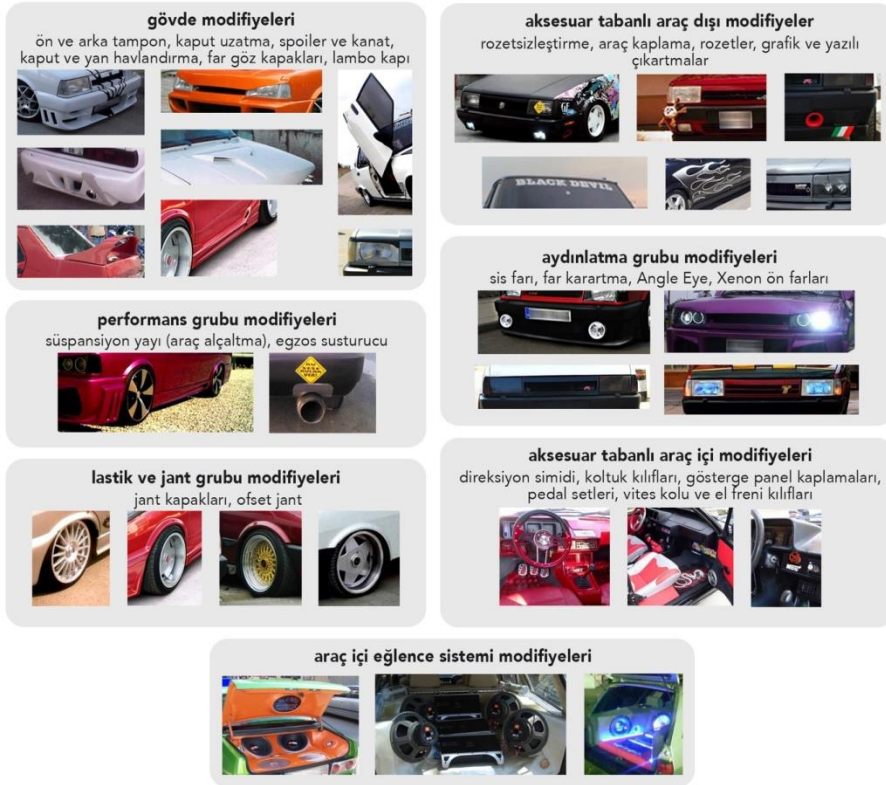 gövde modifiyeleri
ön ve arka tampon, kaput uzatma, spoiler ve kanat,
kaput ve yan havlandırma, far göz kapakları, lambo kapı
performans grubu modifiyeleri
süspansiyon yayı (araç alçaltma), egzos susturucu
lastik ve jant grubu modifiyeleri
jant kapakları, ofset jant
aksesuar tabanlı araç dışı modifiyeler
rozetsizleştirme, araç kaplama, rozetler, grafik ve yazılı
çıkartmalar
BLACK DEVIL
aydınlatma grubu modifiyeleri
sis farı, far karartma, Angle Eye, Xenon ön farları
aksesuar tabanlı araç içi modifiyeleri
direksiyon simidi, koltuk kılıfları, gösterge panel kaplamaları,
pedal setleri, vites kolu ve el freni kılıfları
araç içi eğlence sistemi modifiyeleri